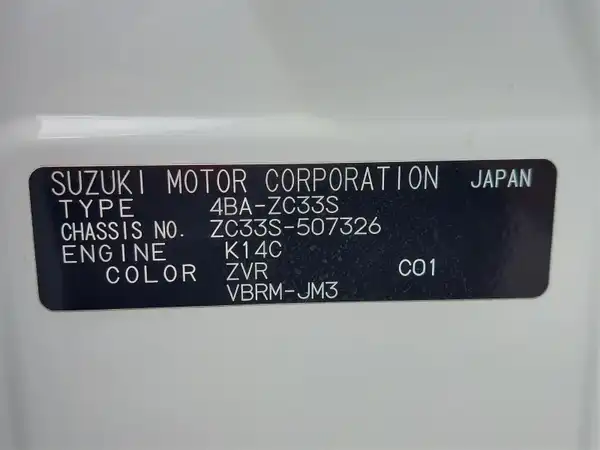 SUZUKI MOTOR CORPORATION JAPAN
TYPE 4BA-ZC33S
CHASSIS NO. ZC33S-507326
ENGINE K14C
COLOR ZVR C01
VBRM-JM3